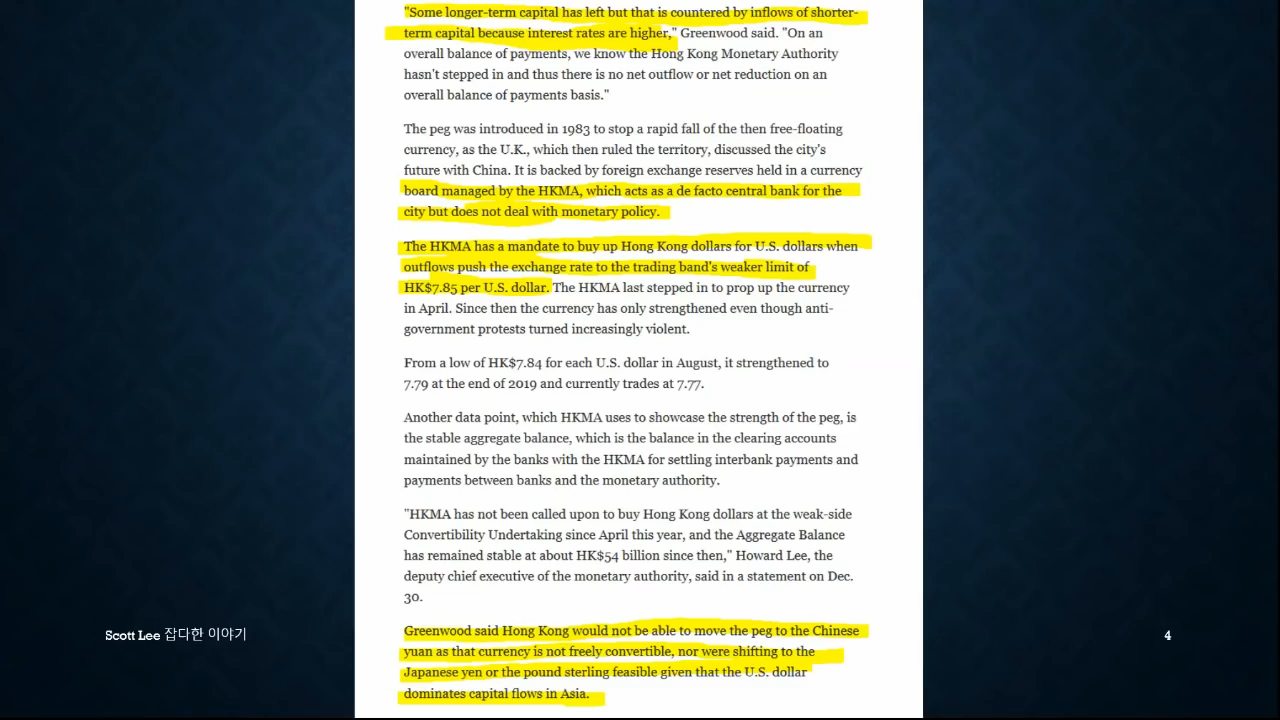 "Some longer-term capital has left but that is countered by inflows of shorter-
term capital because interest rates are higher," Greenwood said. "On an
overall balance of payments, we know the Hong Kong Monetary Authority
hasn't stepped in and thus there is no net outflow or net reduction on an
overall balance of payments basis."
The peg was introduced in 1983 to stop a rapid fall of the then free-floating
currency, as the U.K., which then ruled the territory, discussed the city's
future with China. It is backed by foreign exchange reserves held in a currency
board managed by the HKMA, which acts as a de facto central bank for the
city but does not deal with monetary policy.
The HKMA has a mandate to buy up Hong Kong dollars for U.S. dollars when
outflows push the exchange rate to the trading band's weaker limit of
HK$7.85 per U.S. dollar. The HKMA last stepped in to prop up the currency
in April. Since then the currency has only strengthened even though anti-
government protests turned increasingly violent.
From a low of HK$7.84 for each U.S. dollar in August, it strengthened to
7.79 at the end of 2019 and currently trades at 7.77.
Another data point, which HKMA uses to showcase the strength of the peg, is
the stable aggregate balance, which is the balance in the clearing accounts
maintained by the banks with the HKMA for settling interbank payments and
payments between banks and the monetary authority.
"HKMA has not been called upon to buy Hong Kong dollars at the weak-side
Convertibility Undertaking since April this year, and the Aggregate Balance
has remained stable at about HK$54 billion since then," Howard Lee, the
deputy chief executive of the monetary authority, said in a statement on Dec.
30.
Greenwood said Hong Kong would not be able to move the peg to the Chinese
yuan as that currency is not freely convertible, nor were shifting to the
Japanese yen or the pound sterling feasible given that the U.S. dollar
dominates capital flows in Asia.
Scott Lee 잡다한 이야기
4